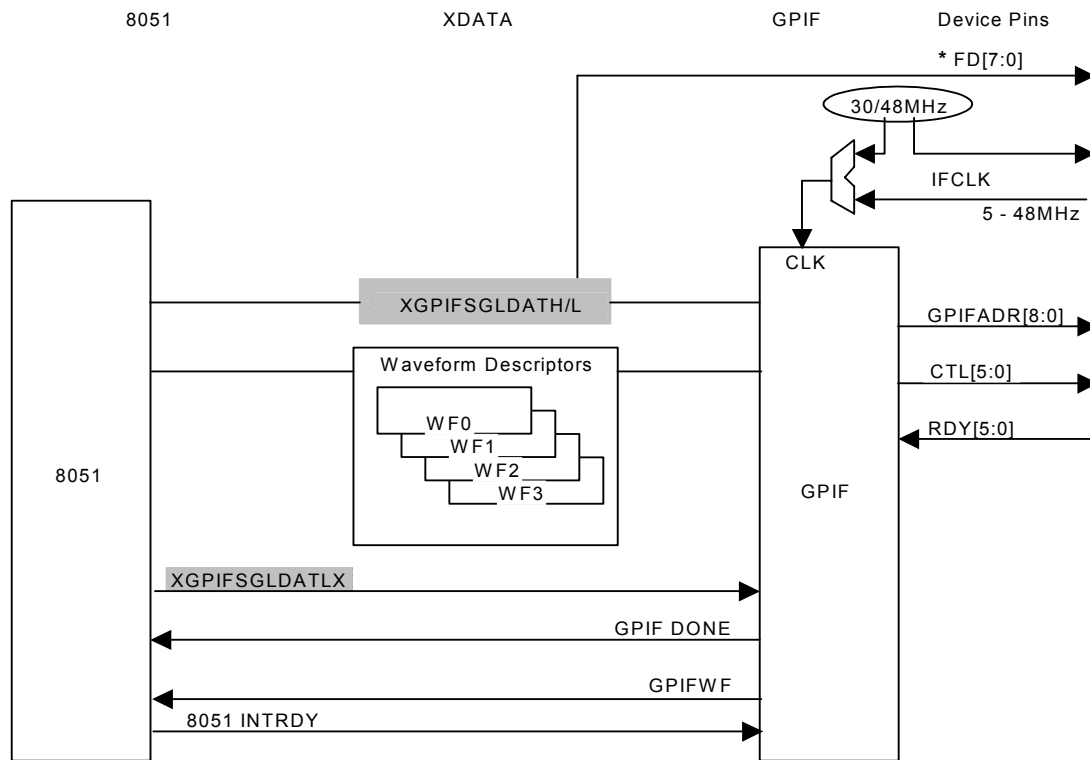 8051 XDATA GPIF Device Pins
* FD[7:0]
30/48MHz
IFCLK
5 - 48MHz
CLK
XGPIFSGLDATH/L
GPIFADR[8:0]
Waveform Descriptors
CTL[5:0]
WF0
RDY[5:0]
WF1
WF2
8051
WF3
GPIF
XGPIFSGLDATLX
GPIF DONE
GPIFWF
8051 INTRDY